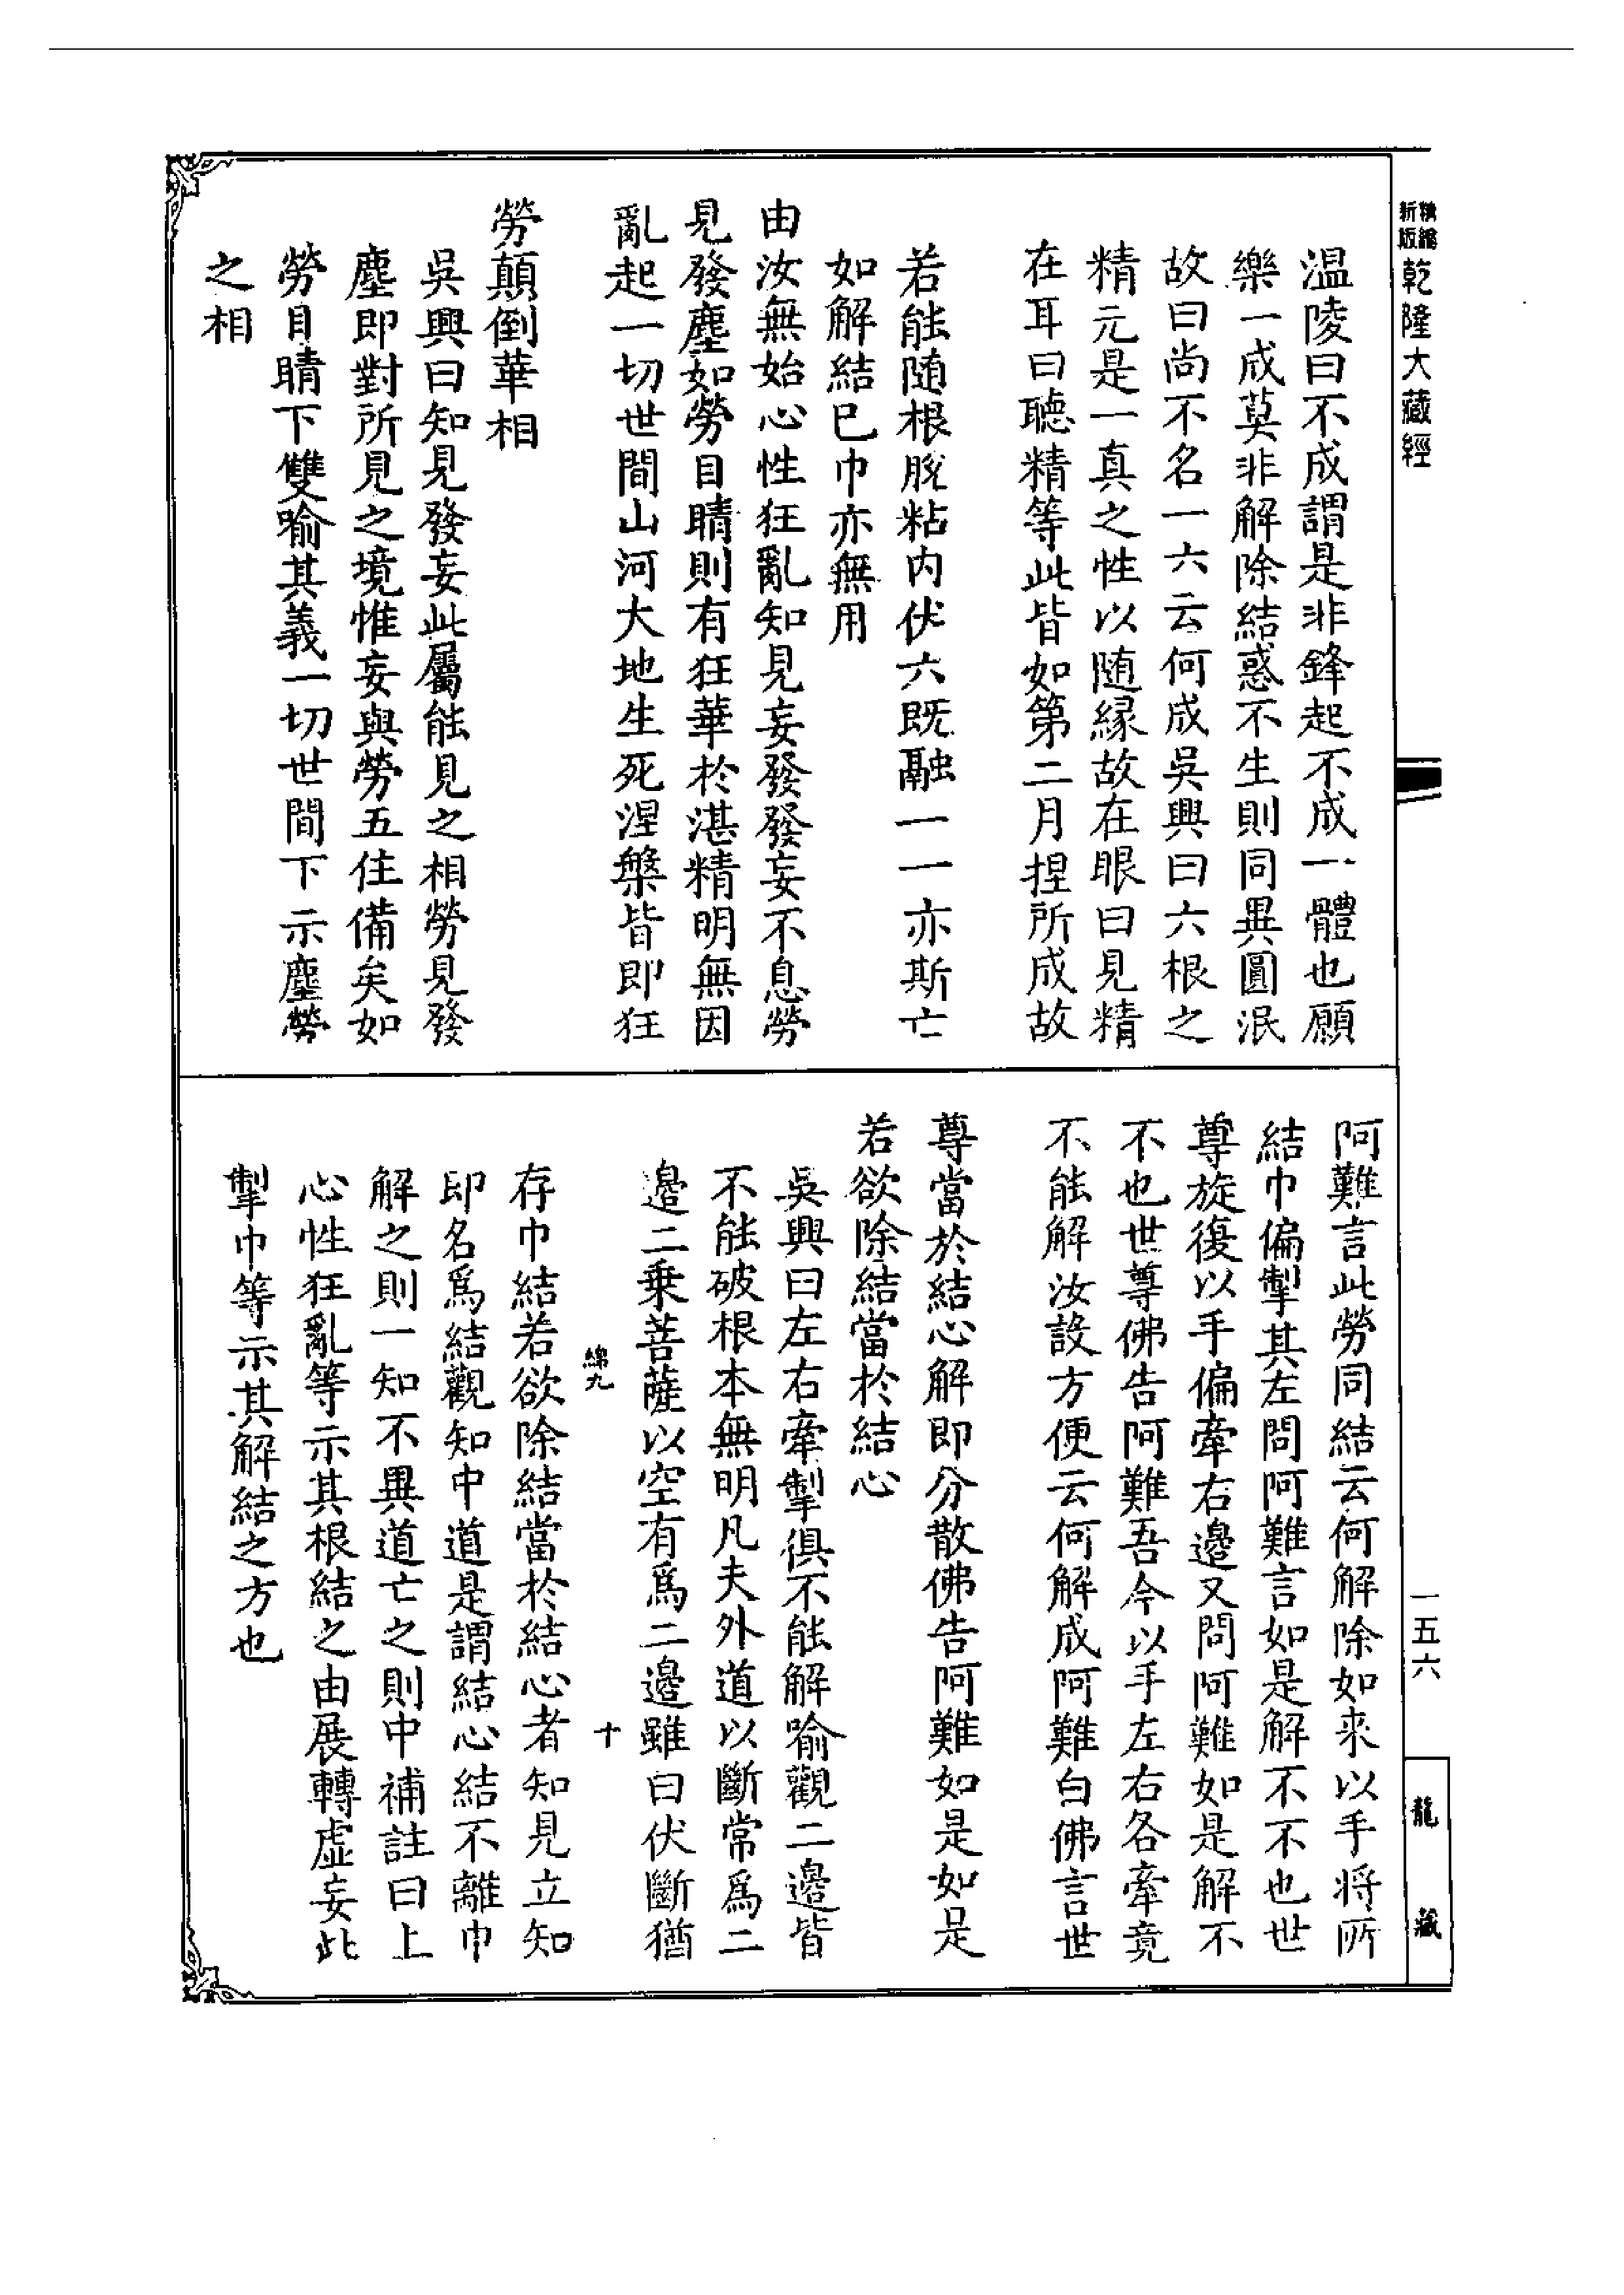 精編
新版
乾隆大藏經
溫陵曰不成謂是非鋒起不成一體也願
樂一成莫非解除結惑不生則同異圓泯
故曰尚不名一六云何成吳興曰六根之
精元是一真之性以随緣故在眼曰見精
在耳曰聽精等此皆如第二月揑所成故
若能随根脫粘内伏六既融一一亦斯亡
如解結巳巾亦無用
由汝無始心性狂亂知見妄發發妄不息勞
見發塵如勞目睛則有狂華於湛精明無因
亂起一切世間山河大地生死涅槃皆即狂
勞顛倒華相
吳興曰知見發妄此屬能見之相勞見發
塵即對所見之境惟妄與勞五住備矣如
勞目睛下雙喻其義一切世間下示塵勞
之相
阿難言此勞同結云何解除如來以手將所
結巾偏掣其左問阿難言如是解不不也世
尊旋復以手偏牽右邊又問阿難如是解不
不也世尊佛告阿難吾今以手左右各牽竟
不能解汝設方便云何解成阿難白佛言世
尊當於結心解即分散佛告阿難如是如是
若欲除結當於結心
吳興曰左右牽掣俱不能解喻觀二邊皆
不能破根本無明凡夫外道以斷常爲二
邊二乗菩薩以空有爲二邊雖曰伏斷猶
綿九
十
存巾結若欲除結當於結心者知見立知
即名爲結觀知中道是謂結心結不離巾
解之則一知不異道亡之則中補註曰上
心性狂亂等示其根結之由展轉虛妄此
掣巾等示其解結之方也
一五六
龍藏